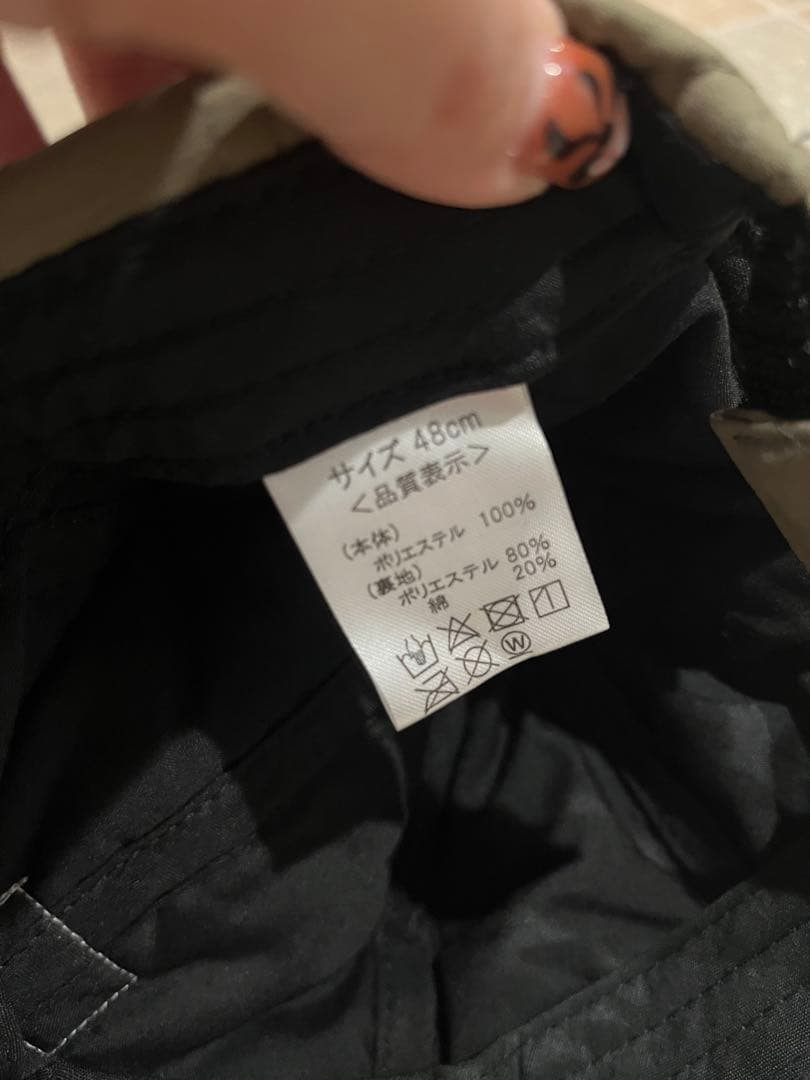 サイズ 48cm
<品質表示>
(本体)
ポリエステル 100%
(裏地)
ポリエステル 80%
綿 20%
W